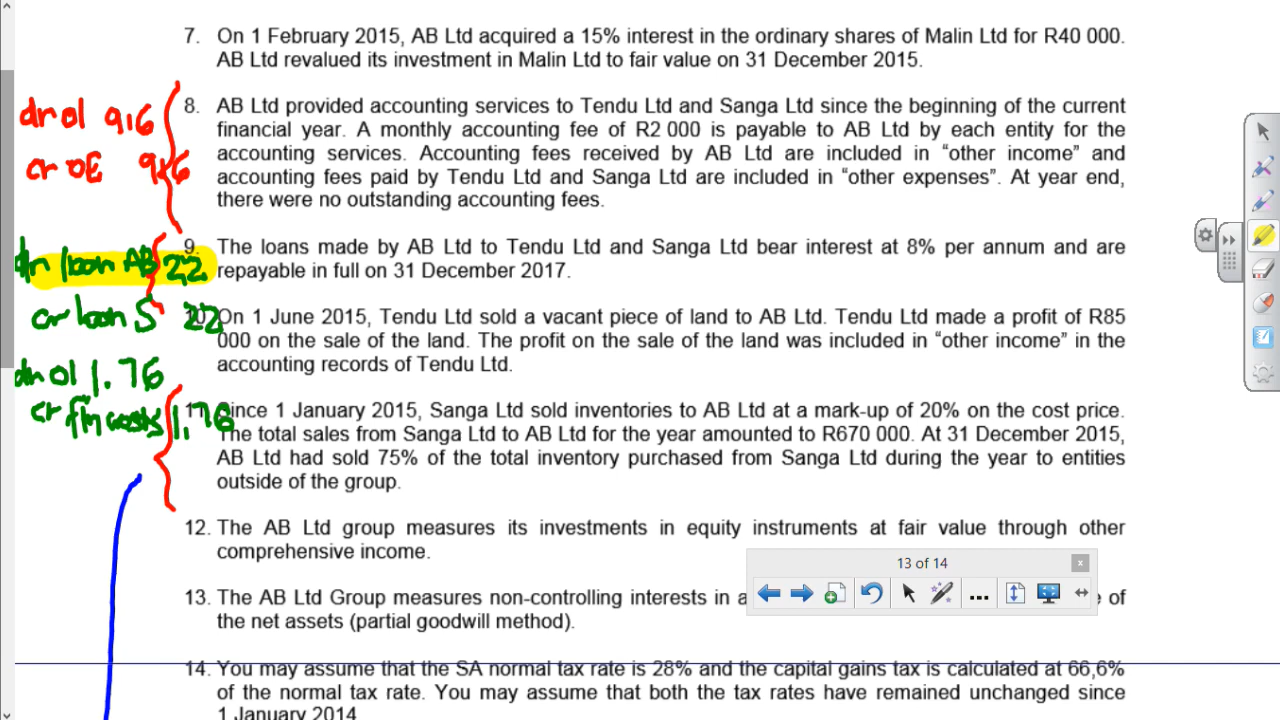 7. On 1 February 2015, AB Ltd acquired a 15% interest in the ordinary shares of Malin Ltd for R40 000.
AB Ltd revalued its investment in Malin Ltd to fair value on 31 December 2015.
8. AB Ltd provided accounting services to Tendu Ltd and Sanga Ltd since the beginning of the current
financial year. A monthly accounting fee of R2 000 is payable to AB Ltd by each entity for the
accounting services. Accounting fees received by AB Ltd are included in “other income” and
accounting fees paid by Tendu Ltd and Sanga Ltd are included in “other expenses”. At year end,
there were no outstanding accounting fees.
dr OI 9.6
cr OE 9.6
9. The loans made by AB Ltd to Tendu Ltd and Sanga Ltd bear interest at 8% per annum and are
repayable in full on 31 December 2017.
dr loan AB 22
cr loan S 22
10. On 1 June 2015, Tendu Ltd sold a vacant piece of land to AB Ltd. Tendu Ltd made a profit of R85
000 on the sale of the land. The profit on the sale of the land was included in “other income” in the
accounting records of Tendu Ltd.
dr OI 1.76
cr fin costs 1.76
11. Since 1 January 2015, Sanga Ltd sold inventories to AB Ltd at a mark-up of 20% on the cost price.
The total sales from Sanga Ltd to AB Ltd for the year amounted to R670 000. At 31 December 2015,
AB Ltd had sold 75% of the total inventory purchased from Sanga Ltd during the year to entities
outside of the group.
12. The AB Ltd group measures its investments in equity instruments at fair value through other
comprehensive income.
13 of 14
13. The AB Ltd Group measures non-controlling interests in a of
the net assets (partial goodwill method).
14. You may assume that the SA normal tax rate is 28% and the capital gains tax is calculated at 66,6%
of the normal tax rate. You may assume that both the tax rates have remained unchanged since
1 January 2014